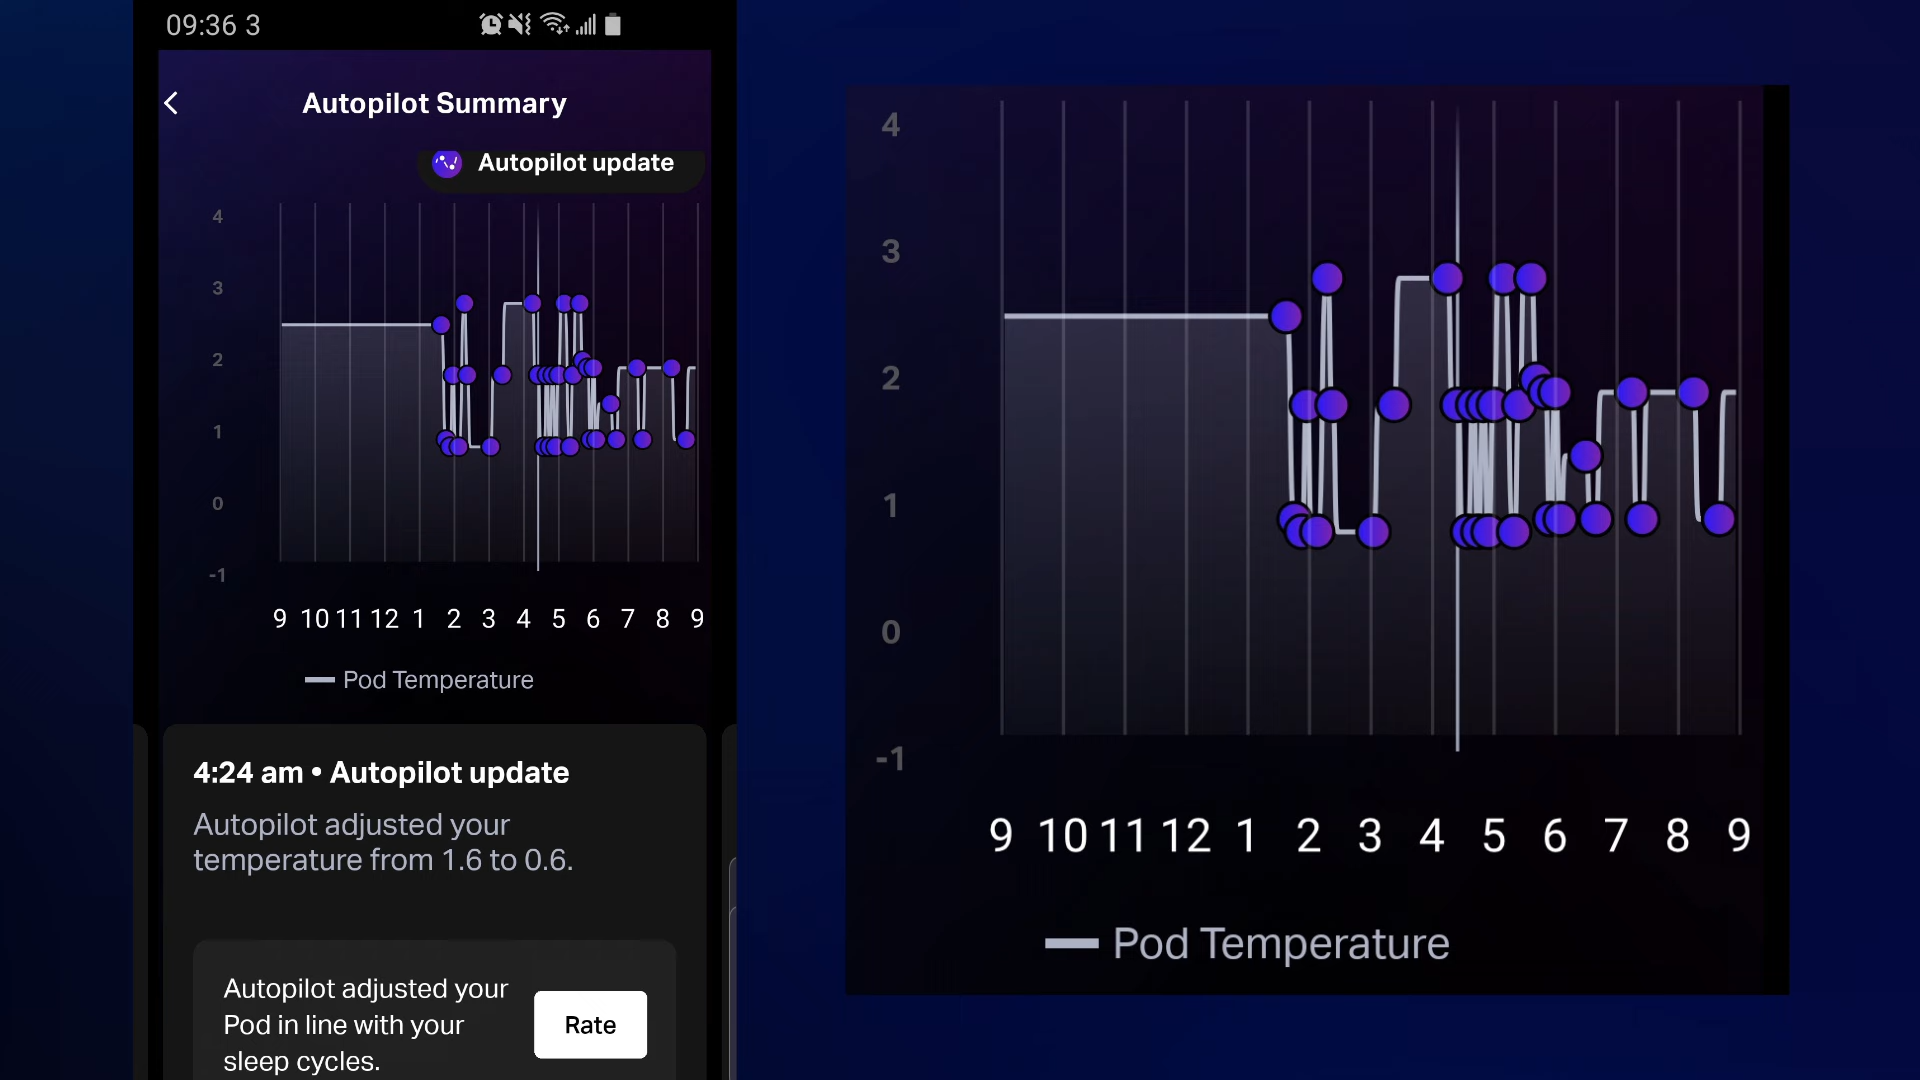 09:36 3
Autopilot Summary
Autopilot update
4
3
2
1
0
-1
9 10 11 12 1 2 3 4 5 6 7 8 9
Pod Temperature
4:24 am • Autopilot update
Autopilot adjusted your
temperature from 1.6 to 0.6.
Autopilot adjusted your
Pod in line with your
sleep cycles.
Rate
4
3
2
1
0
-1
9 10 11 12 1 2 3 4 5 6 7 8 9
Pod Temperature